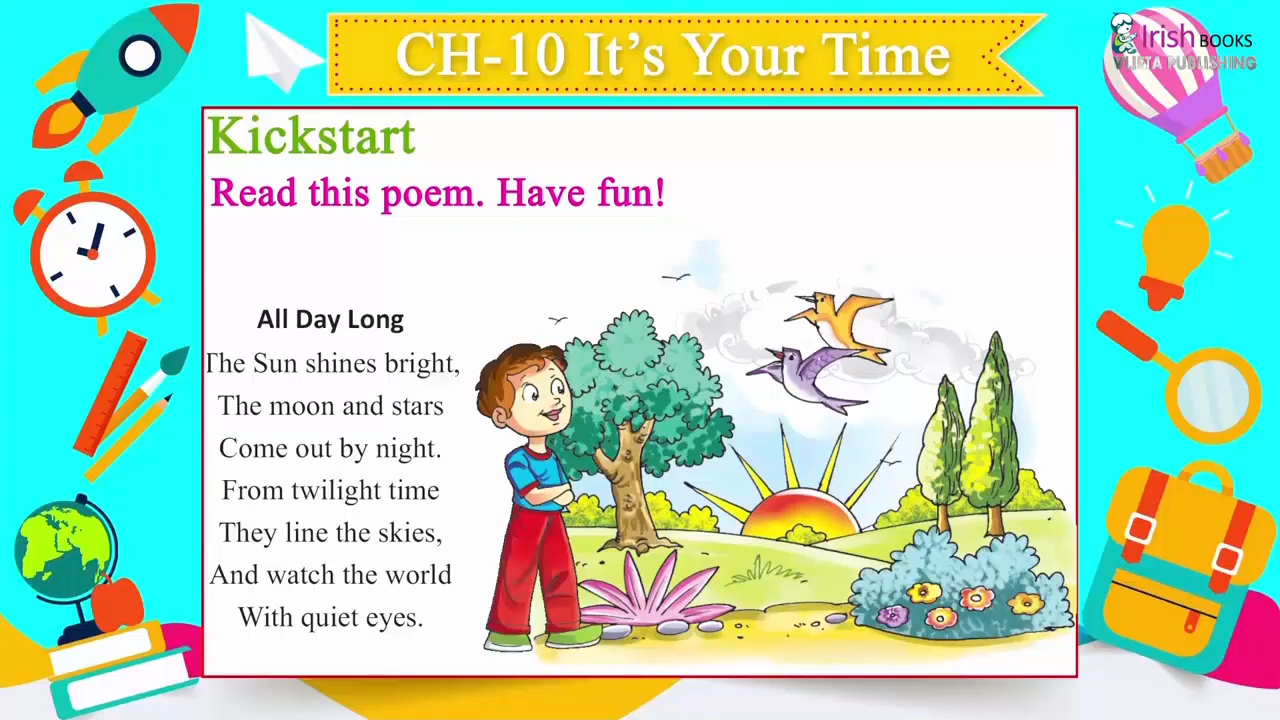 CH-10 It's Your Time
Irish BOOKS
PUBLISHING
Kickstart
Read this poem. Have fun!
All Day Long
The Sun shines bright,
The moon and stars
Come out by night.
From twilight time
They line the skies,
And watch the world
With quiet eyes.